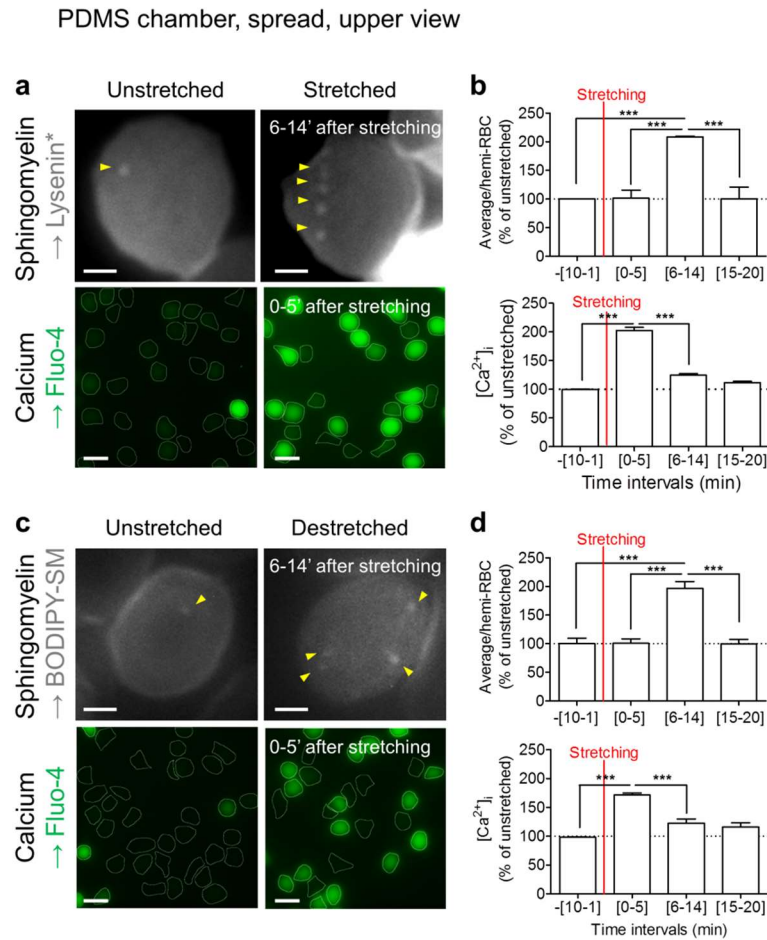 PDMS chamber, spread, upper view
a
Unstretched
Stretched
Sphingomyelin
→ Lysenin*
6-14’ after stretching
Calcium
→ Fluo-4
0-5’ after stretching
b
Stretching
***
***
***
Average/hemi-RBC
(% of unstretched)
250
200
150
100
50
0
-[10-1]
[0-5]
[6-14]
[15-20]
Stretching
***
***
[Ca2+]i
(% of unstretched)
250
200
150
100
50
0
-[10-1]
[0-5]
[6-14]
[15-20]
Time intervals (min)
c
Unstretched
Destretched
Sphingomyelin
→ BODIPY-SM
6-14’ after stretching
Calcium
→ Fluo-4
0-5’ after stretching
d
Stretching
***
***
***
Average/hemi-RBC
(% of unstretched)
250
200
150
100
50
0
-[10-1]
[0-5]
[6-14]
[15-20]
Stretching
***
***
[Ca2+]i
(% of unstretched)
250
200
150
100
50
0
-[10-1]
[0-5]
[6-14]
[15-20]
Time intervals (min)